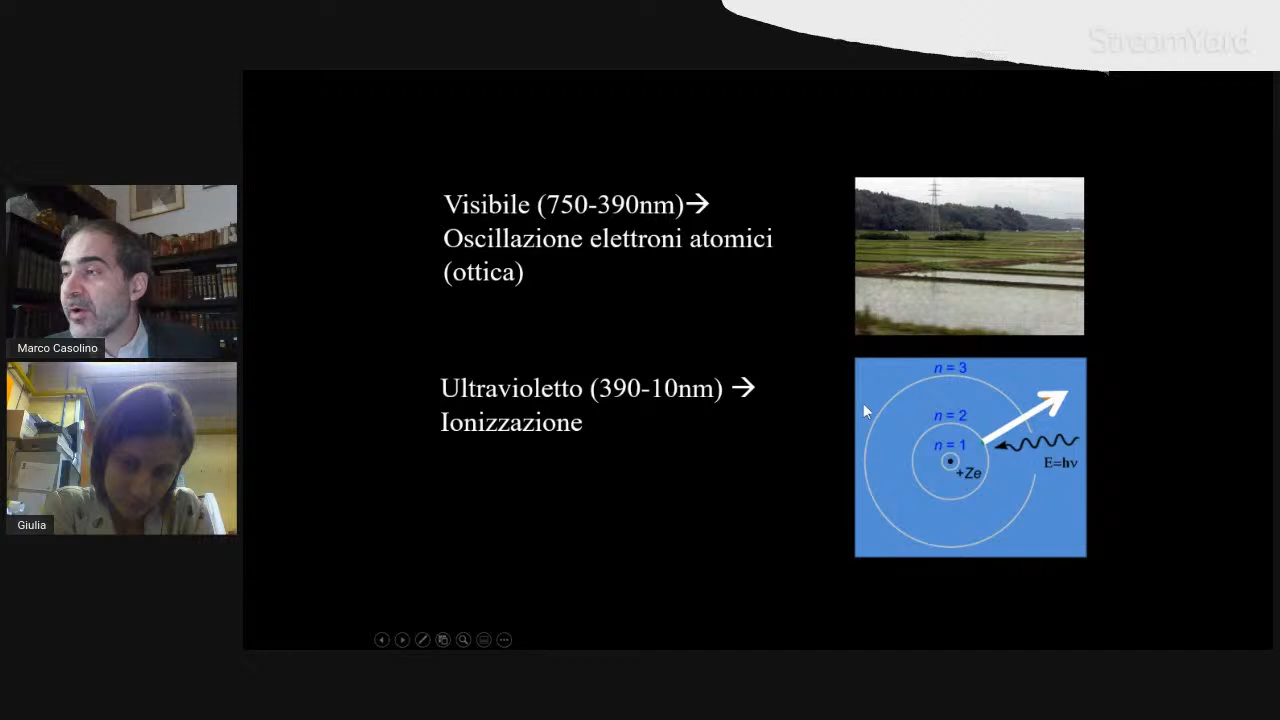 StreamYard
Visibile (750-390nm)→
Oscillazione elettroni atomici
(ottica)
Marco Casolino
Ultravioletto (390-10nm) →
Ionizzazione
n = 3
n = 2
n = 1
+Ze
E=hν
Giulia